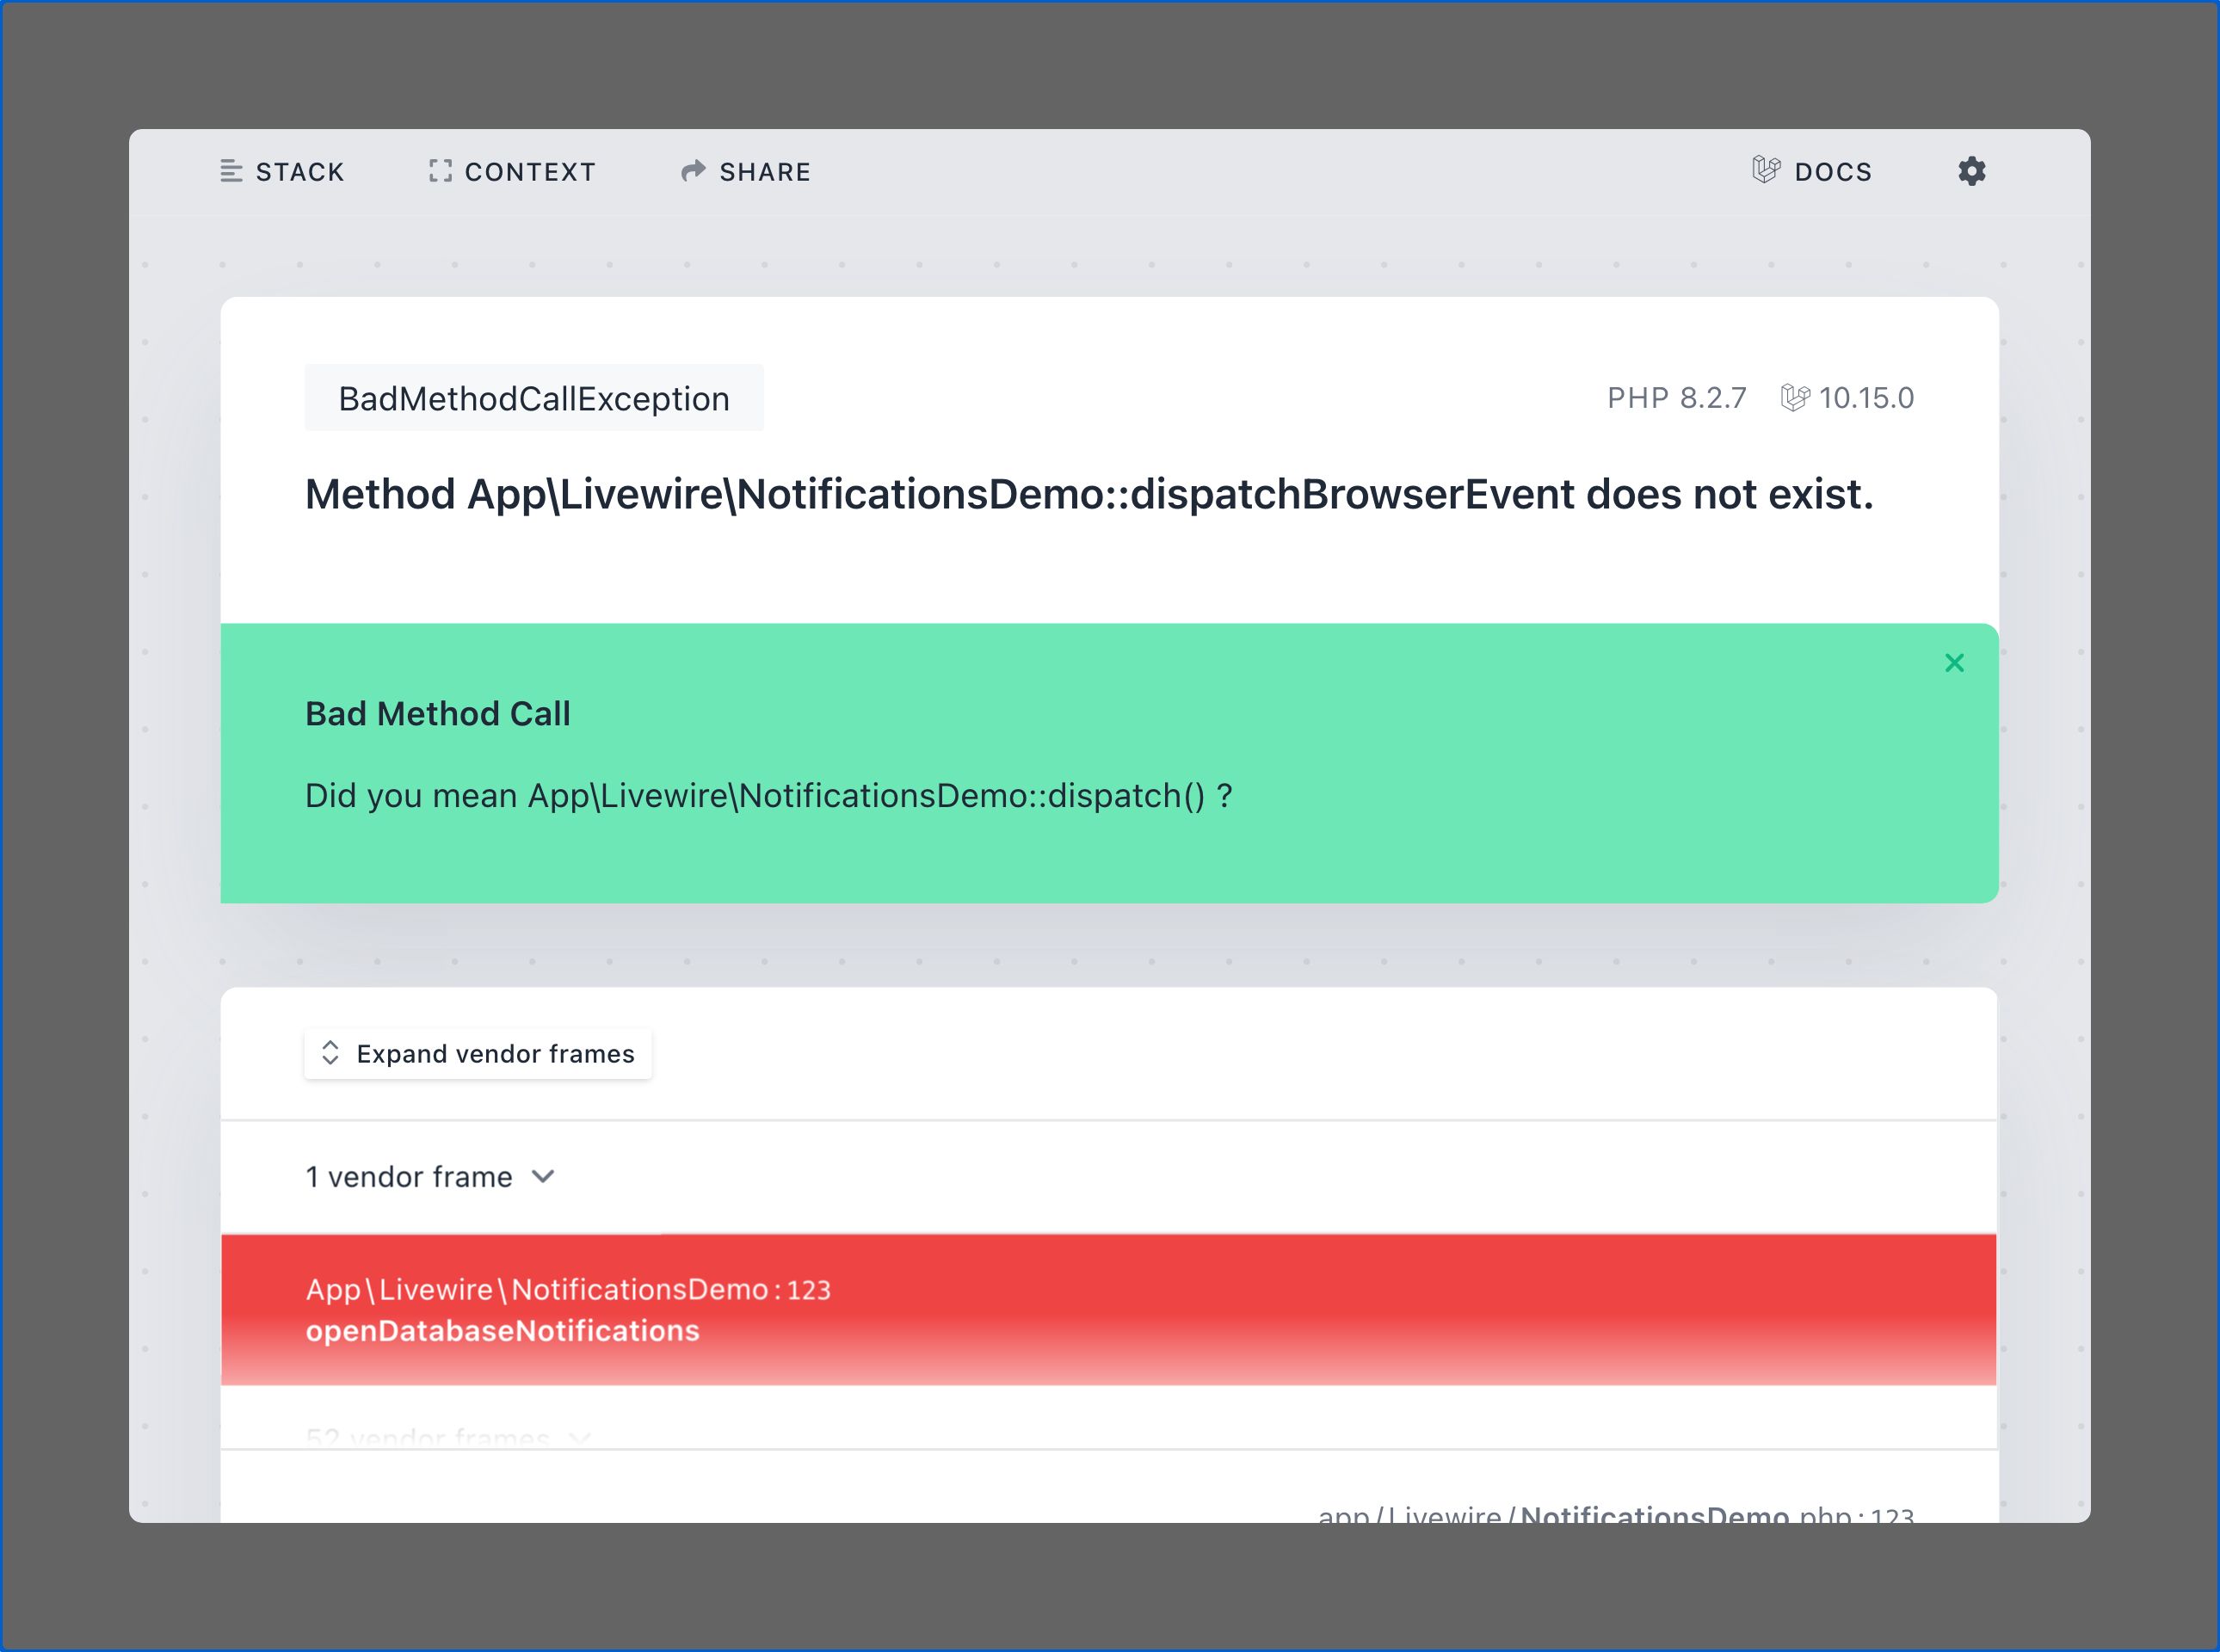 STACK CONTEXT SHARE DOCS
BadMethodCallException PHP 8.2.7 10.15.0
Method App\Livewire\NotificationsDemo::dispatchBrowserEvent does not exist.
Bad Method Call
Did you mean App\Livewire\NotificationsDemo::dispatch() ?
Expand vendor frames
1 vendor frame
App\Livewire\NotificationsDemo:123
openDatabaseNotifications
52 vendor frames
app/Livewire/NotificationsDemo.php:123